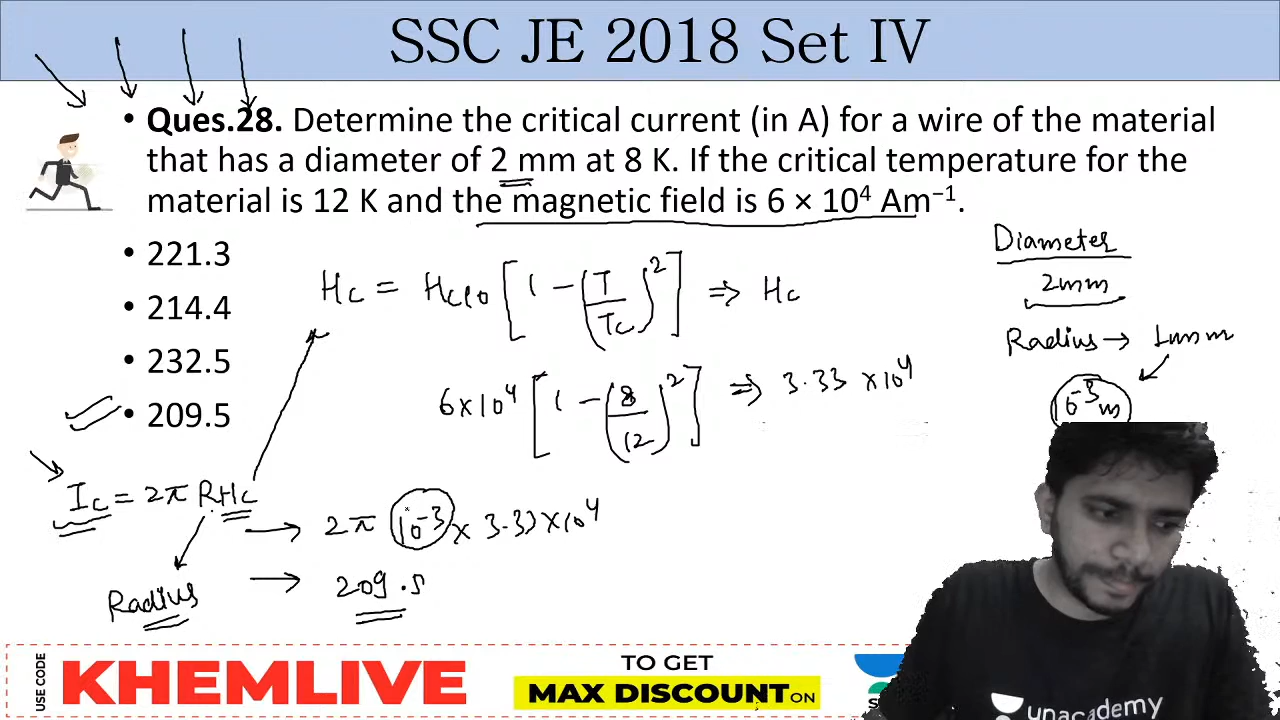 SSC JE 2018 Set IV
• Ques.28. Determine the critical current (in A) for a wire of the material
that has a diameter of 2 mm at 8 K. If the critical temperature for the
material is 12 K and the magnetic field is 6 × 10⁴ Am⁻¹.
• 221.3
• 214.4
• 232.5
• 209.5
Hc = Hc(0) [1 - (T/Tc)²] ⇒ Hc
6×10⁴ [1 - (8/12)²] ⇒ 3.33 ×10⁴
Diameter
2mm
Radius → 1mm
10⁻³m
Ic = 2π RHc
→ 2π 10⁻³ × 3.33×10⁴
Radius
→ 209.5
USE CODE
KHEMLIVE
TO GET
MAX DISCOUNT ON
unacademy